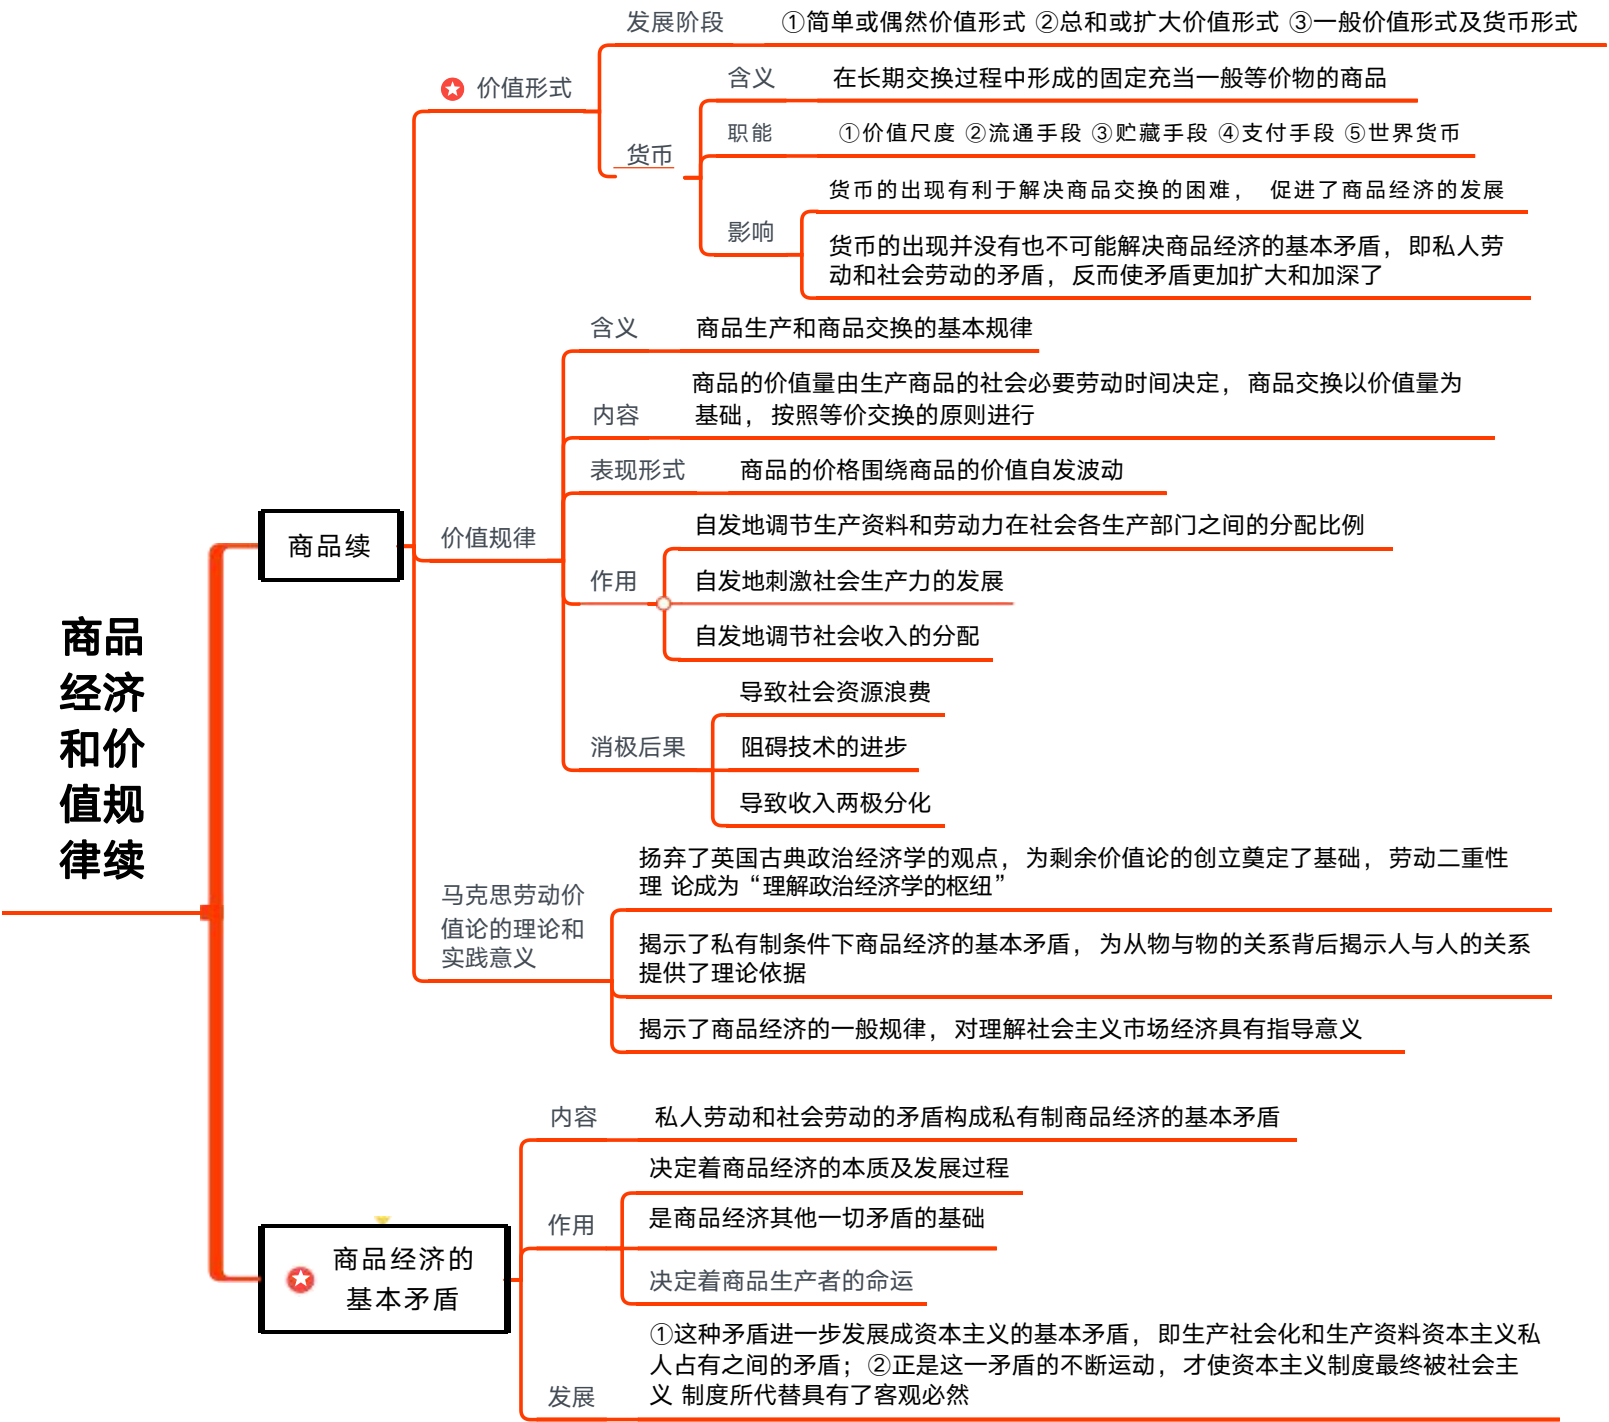 商品
经济
和价
值规
律续
商品续
价值形式
发展阶段
①简单或偶然价值形式 ②总和或扩大价值形式 ③一般价值形式及货币形式
货币
含义
在长期交换过程中形成的固定充当一般等价物的商品
职能
①价值尺度 ②流通手段 ③贮藏手段 ④支付手段 ⑤世界货币
影响
货币的出现有利于解决商品交换的困难， 促进了商品经济的发展
货币的出现并没有也不可能解决商品经济的基本矛盾，即私人劳
动和社会劳动的矛盾，反而使矛盾更加扩大和加深了
价值规律
含义
商品生产和商品交换的基本规律
内容
商品的价值量由生产商品的社会必要劳动时间决定，商品交换以价值量为
基础，按照等价交换的原则进行
表现形式
商品的价格围绕商品的价值自发波动
作用
自发地调节生产资料和劳动力在社会各生产部门之间的分配比例
自发地刺激社会生产力的发展
自发地调节社会收入的分配
消极后果
导致社会资源浪费
阻碍技术的进步
导致收入两极分化
马克思劳动价
值论的理论和
实践意义
扬弃了英国古典政治经济学的观点，为剩余价值论的创立奠定了基础，劳动二重性
理 论成为“理解政治经济学的枢纽”
揭示了私有制条件下商品经济的基本矛盾，为从物与物的关系背后揭示人与人的关系
提供了理论依据
揭示了商品经济的一般规律，对理解社会主义市场经济具有指导意义
商品经济的
基本矛盾
内容
私人劳动和社会劳动的矛盾构成私有制商品经济的基本矛盾
作用
决定着商品经济的本质及发展过程
是商品经济其他一切矛盾的基础
决定着商品生产者的命运
发展
①这种矛盾进一步发展成资本主义的基本矛盾，即生产社会化和生产资料资本主义私
人占有之间的矛盾；②正是这一矛盾的不断运动，才使资本主义制度最终被社会主
义 制度所代替具有了客观必然